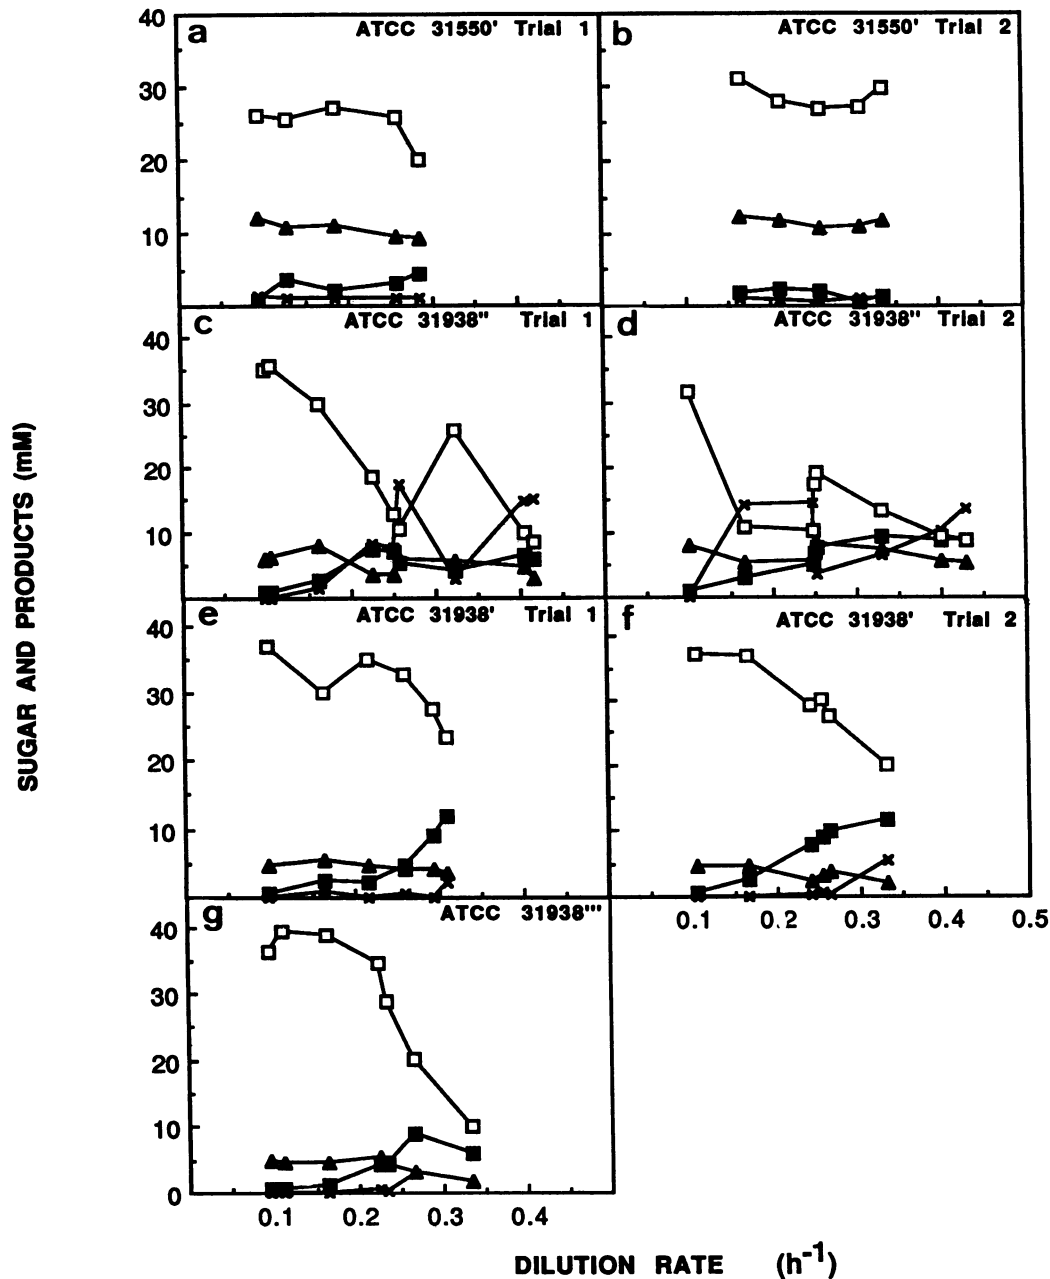 a ATCC 31550' Trial 1
b ATCC 31550' Trial 2
40
30
20
10
c ATCC 31938" Trial 1
d ATCC 31938" Trial 2
40
30
20
10
e ATCC 31938' Trial 1
f ATCC 31938' Trial 2
40
30
20
10
0.1 0.2 0.3 0.4 0.5
g ATCC 31938'''
40
30
20
10
0
0.1 0.2 0.3 0.4
SUGAR AND PRODUCTS (mM)
DILUTION RATE (h-1)